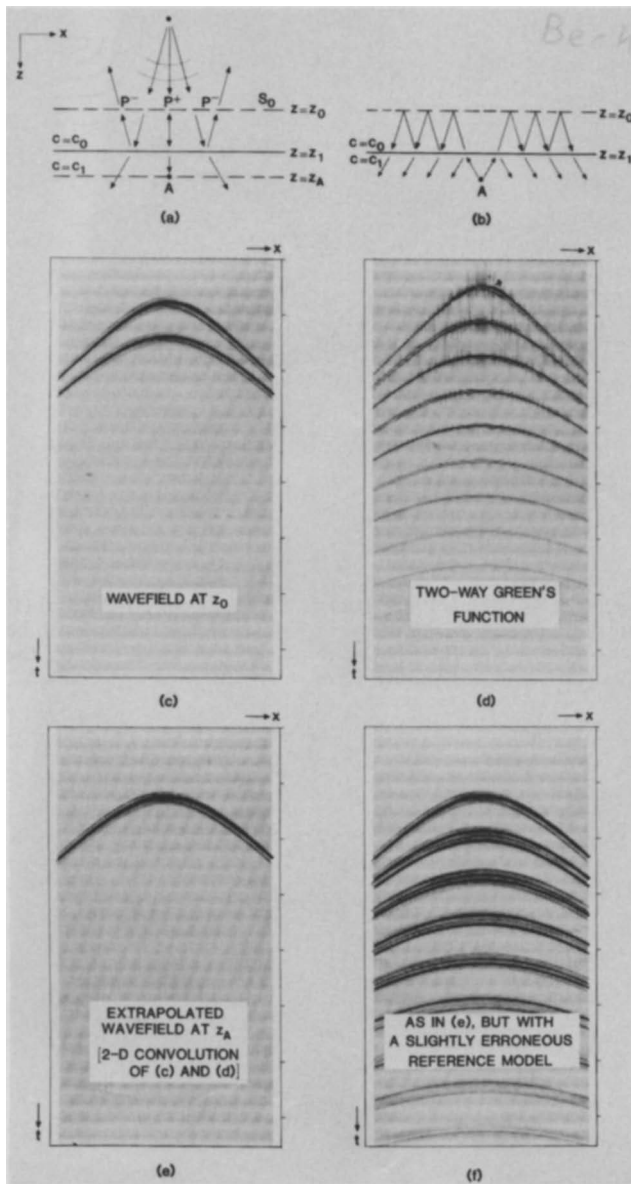 Be-
x
z
P⁻ P⁺ P⁻ S₀
z=z₀
z=z₀
c=c₀
c=c₁
z=z₁
c=c₀
c=c₁
z=z₁
A
z=z_A
A
(a)
(b)
x
x
WAVEFIELD AT z₀
TWO-WAY GREEN'S
FUNCTION
t
t
(c)
(d)
x
x
EXTRAPOLATED
WAVEFIELD AT z_A
[2-D CONVOLUTION
OF (c) AND (d)]
AS IN (e), BUT WITH
A SLIGHTLY ERRONEOUS
REFERENCE MODEL
t
t
(e)
(f)